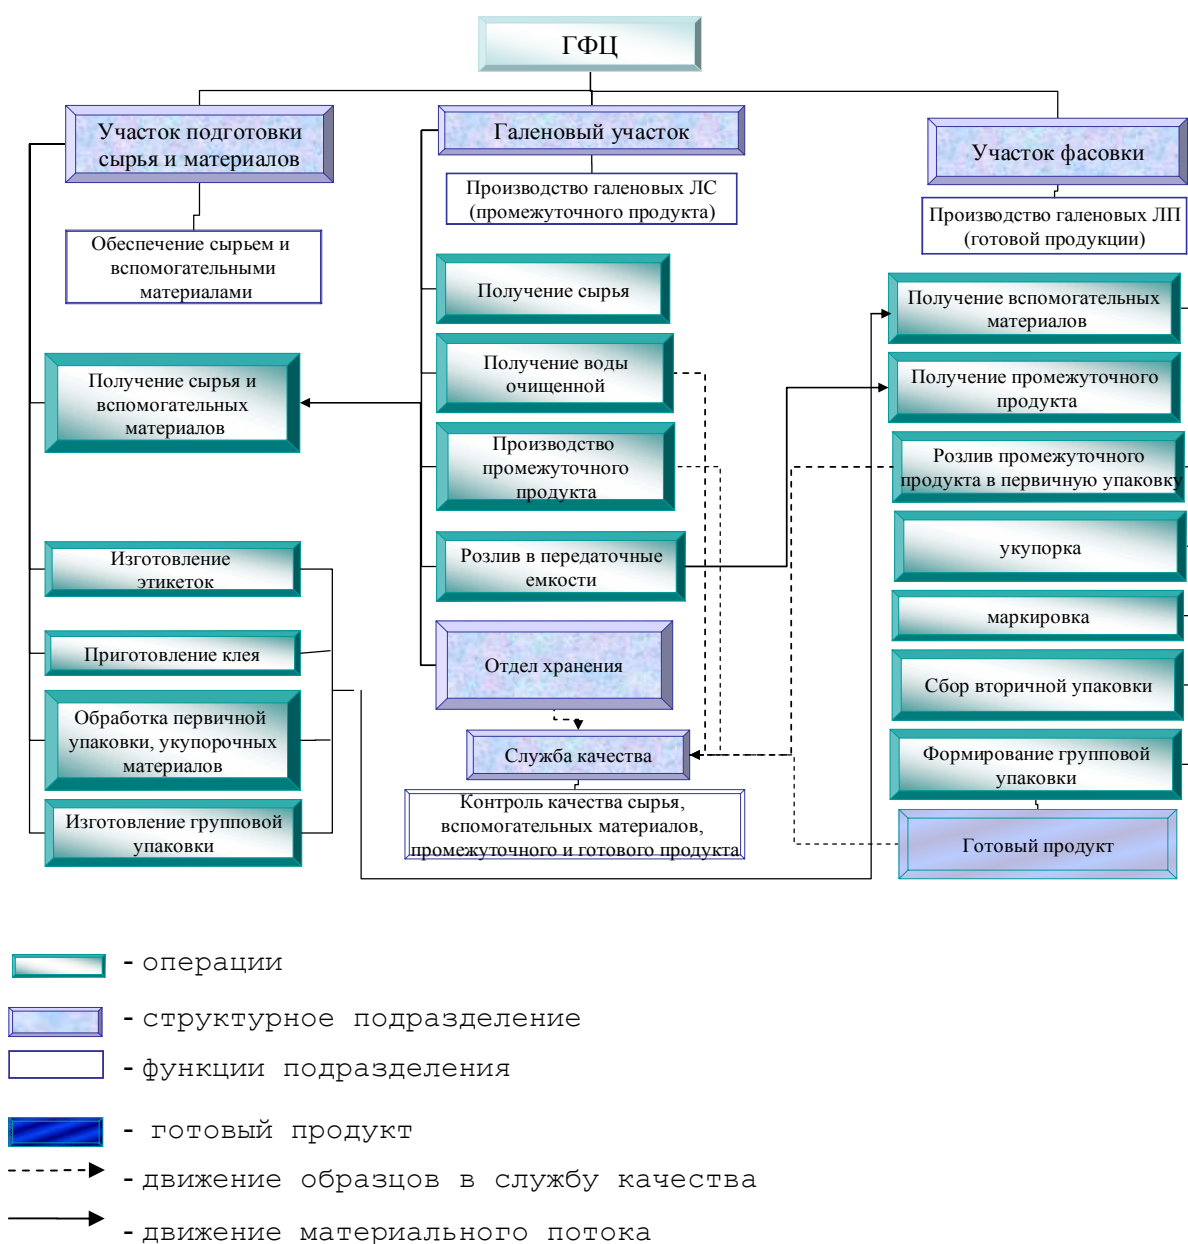 ГФЦ
Участок подготовки
сырья и материалов
Обеспечение сырьем и
вспомогательными
материалами
Получение сырья и
вспомогательных
материалов
Изготовление
этикеток
Приготовление клея
Обработка первичной
упаковки, укупорочных
материалов
Изготовление групповой
упаковки
Галеновый участок
Производство галеновых ЛС
(промежуточного продукта)
Получение сырья
Получение воды
очищенной
Производство
промежуточного
продукта
Розлив в передаточные
емкости
Отдел хранения
Служба качества
Контроль качества сырья,
вспомогательных материалов,
промежуточного и готового продукта
Участок фасовки
Производство галеновых ЛП
(готовой продукции)
Получение вспомогательных
материалов
Получение промежуточного
продукта
Розлив промежуточного
продукта в первичную упаковку
укупорка
маркировка
Сбор вторичной упаковки
Формирование групповой
упаковки
Готовый продукт
- операции
- структурное подразделение
- функции подразделения
- готовый продукт
- движение образцов в службу качества
- движение материального потока